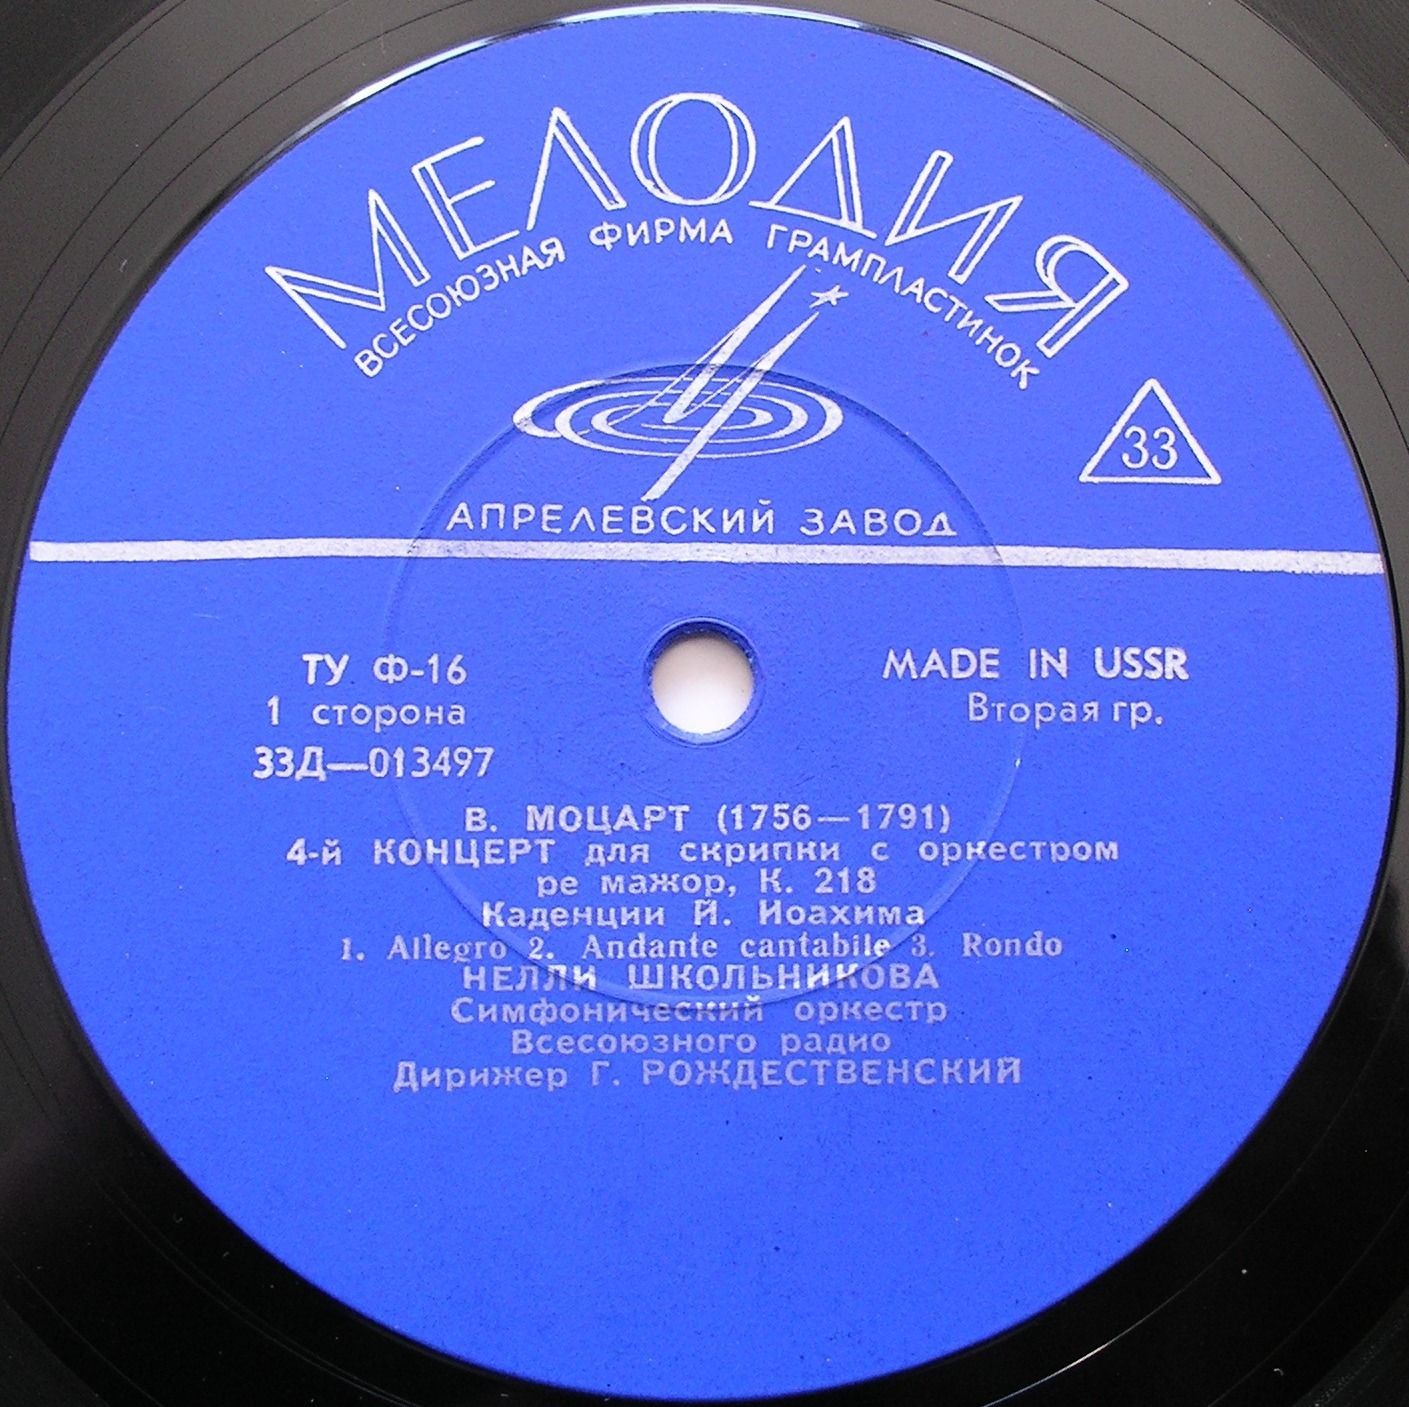 МЕЛОДИЯ
ВСЕСОЮЗНАЯ ФИРМА ГРАМПЛАСТИНОК
33
АПРЕЛЕВСКИЙ ЗАВОД
ТУ Ф-16
MADE IN USSR
1 сторона
Вторая гр.
33Д—013497
В. МОЦАРТ (1756—1791)
4-й КОНЦЕРТ для скрипки с оркестром
ре мажор, К. 218
Каденции Й. Иоахима
1. Allegro 2. Andante cantabile 3. Rondo
НЕЛЛИ ШКОЛЬНИКОВА
Симфонический оркестр
Всесоюзного радио
Дирижер Г. РОЖДЕСТВЕНСКИЙ